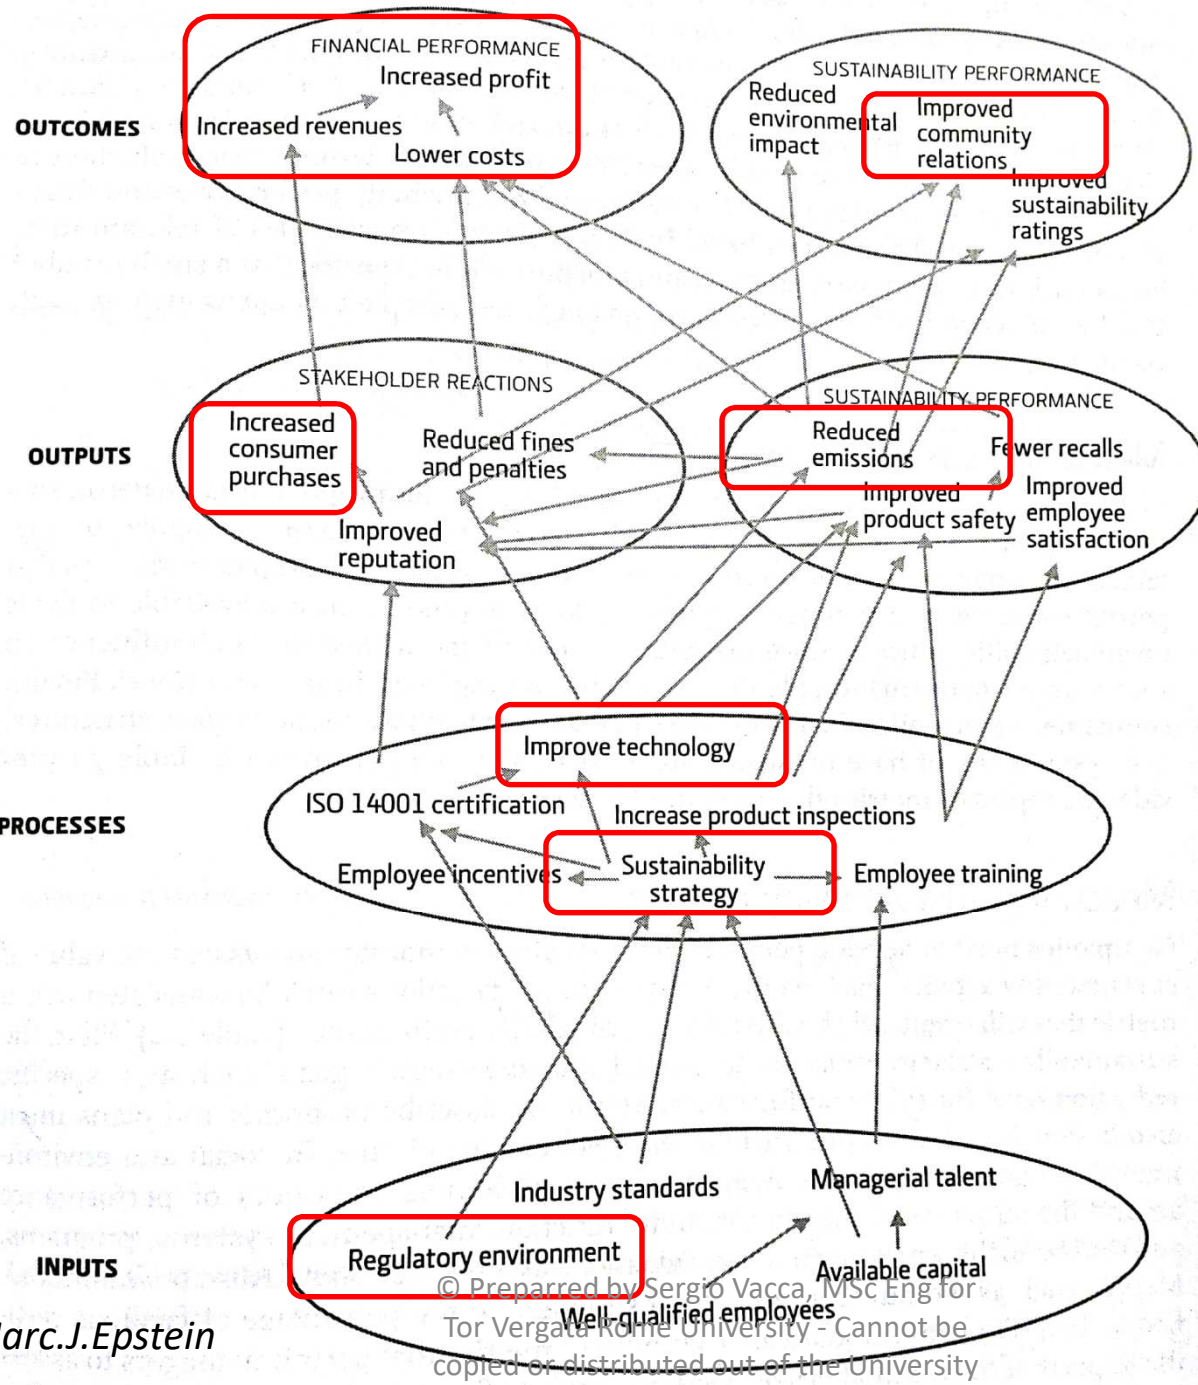 FINANCIAL PERFORMANCE
Increased profit
OUTCOMES
Increased revenues
Lower costs
SUSTAINABILITY PERFORMANCE
Reduced
environmental
impact
Improved
community
relations
Improved
sustainability
ratings
STAKEHOLDER REACTIONS
OUTPUTS
Increased
consumer
purchases
Reduced fines
and penalties
Improved
reputation
SUSTAINABILITY PERFORMANCE
Reduced
emissions
Fewer recalls
Improved
product safety
Improved
employee
satisfaction
PROCESSES
Improve technology
ISO 14001 certification
Increase product inspections
Employee incentives
Sustainability
strategy
Employee training
INPUTS
Industry standards
Managerial talent
Regulatory environment
Available capital
Well-qualified employees
© Preparred by Sergio Vacca, MSc Eng for
Tor Vergata Rome University - Cannot be
copied or distributed out of the University
arc.J.Epstein